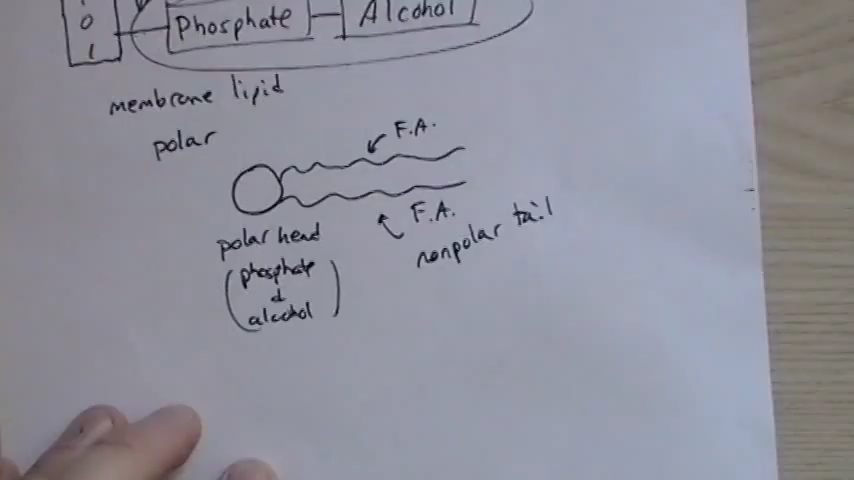 o
l
Phosphate
Alcohol
membrane lipid
polar
F.A.
F.A.
polar head
nonpolar tail
(phosphate
&
alcohol)